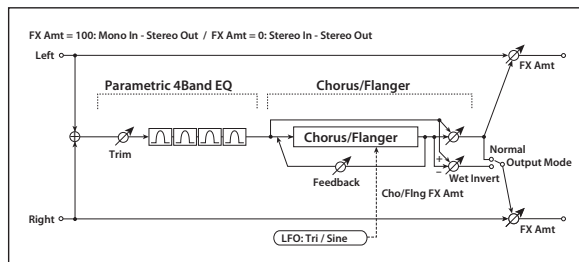 FX Amt = 100: Mono In - Stereo Out / FX Amt = 0: Stereo In - Stereo Out
Left
FX Amt
Parametric 4Band EQ
Chorus/Flanger
Trim
Chorus/Flanger
Normal
Output Mode
+
−
Wet Invert
Feedback
Cho/Flng FX Amt
Right
FX Amt
LFO: Tri / Sine